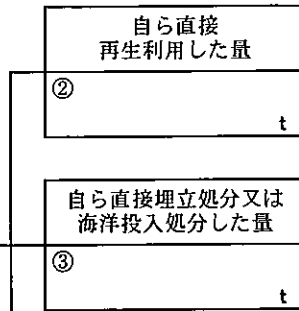 自ら直接
再生利用した量
②
t
自ら直接埋立処分又は
海洋投入処分した量
③
t